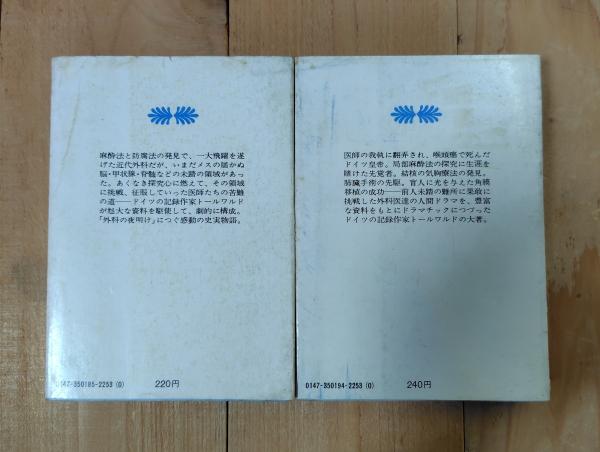 麻酔法と防腐法の発見で、一大飛躍を遂
げた近代外科だが、いまだメスの届かぬ
脳・甲状腺・脊髄などの未踏の領域があっ
た。あくなき探究心に燃えて、その領域
に挑戦、征服していった医師たちの苦難
の道――ドイツの記録作家トールワルド
が尨大な資料を駆使して、劇的に構成。
「外科の夜明け」につぐ感動の史実物語。
0147-350185-2253 (0)
220円
医師の我執に翻弄され、喉頭癌で死んだ
ドイツ皇帝。局部麻酔法の探究に生涯を
賭けた先覚者。結核の気胸療法の発見。
肺臓手術の先駆。盲人に光を与えた角膜
移植の成功――前人未踏の難所に果敢に
挑戦した外科医達の人間ドラマを、豊富
な資料をもとにドラマチックにつづった
ドイツの記録作家トールワルドの大著。
0147-350194-2253 (0)
240円